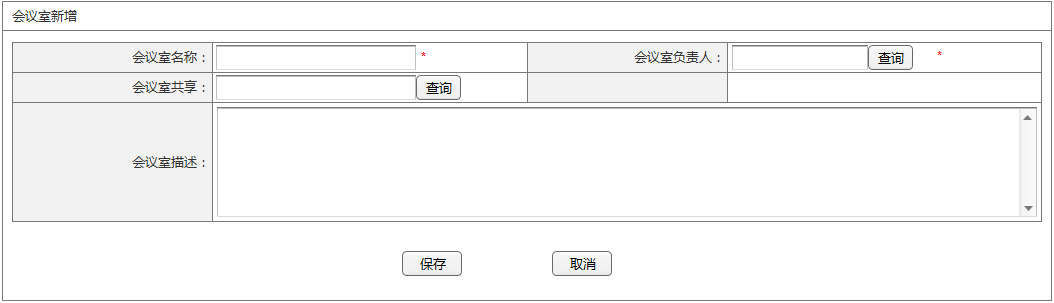 会议室新增
会议室名称： * 会议室负责人： 查询 *
会议室共享： 查询
会议室描述：
保存 取消